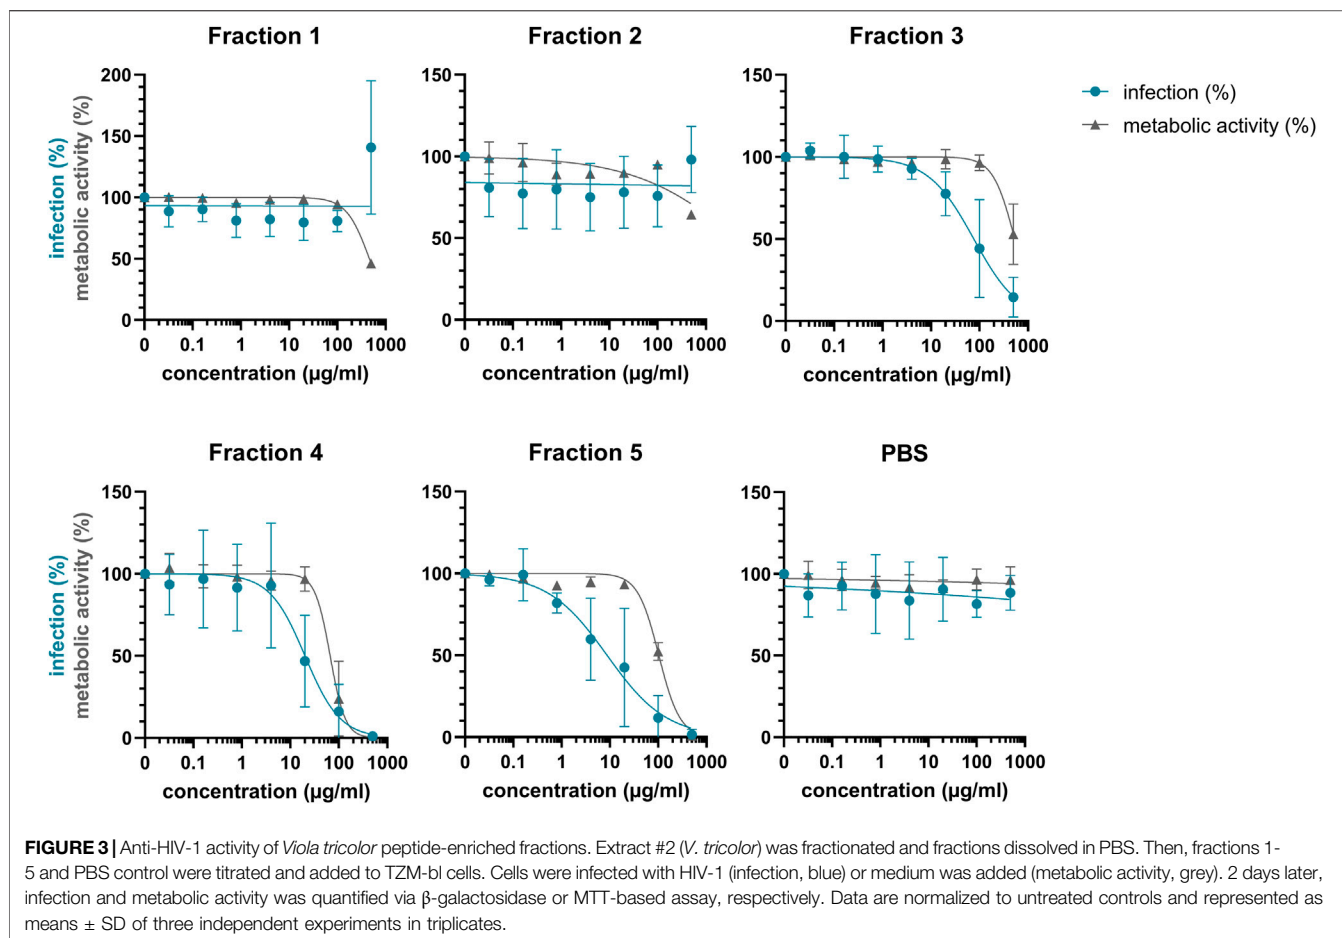 Fraction 1
Fraction 2
Fraction 3
infection (%)
metabolic activity (%)
infection (%)
metabolic activity (%)
200
150
100
50
0
0 0.1 1 10 100 1000
concentration (µg/ml)
150
100
50
0
0 0.1 1 10 100 1000
concentration (µg/ml)
150
100
50
0
0 0.1 1 10 100 1000
concentration (µg/ml)
Fraction 4
Fraction 5
PBS
infection (%)
metabolic activity (%)
150
100
50
0
0 0.1 1 10 100 1000
concentration (µg/ml)
150
100
50
0
0 0.1 1 10 100 1000
concentration (µg/ml)
150
100
50
0
0 0.1 1 10 100 1000
concentration (µg/ml)
FIGURE 3 | Anti-HIV-1 activity of Viola tricolor peptide-enriched fractions. Extract #2 (V. tricolor) was fractionated and fractions dissolved in PBS. Then, fractions 1-
5 and PBS control were titrated and added to TZM-bl cells. Cells were infected with HIV-1 (infection, blue) or medium was added (metabolic activity, grey). 2 days later,
infection and metabolic activity was quantified via β-galactosidase or MTT-based assay, respectively. Data are normalized to untreated controls and represented as
means ± SD of three independent experiments in triplicates.